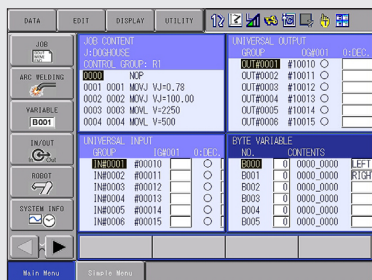 DATA EDIT DISPLAY UTILITY
JOB
ARC WELDING
VARIABLE
B001
IN/OUT
ROBOT
SYSTEM INFO
JOB CONTENT
J:DOGHOUSE
CONTROL GROUP: R1
0000 NOP
0001 0001 MOVJ VJ=0.78
0002 0002 MOVJ VJ=100.00
0003 0003 MOVL V=2250
0004 0004 MOVL V=500
UNIVERSAL OUTPUT
GROUP OG#001 0:DEC.
OUT#0001 #10010
OUT#0002 #10011
OUT#0003 #10012
OUT#0004 #10013
OUT#0005 #10014
OUT#0006 #10015
UNIVERSAL INPUT
GROUP IG#001 0:DEC.
IN#0001 #00010
IN#0002 #00011
IN#0003 #00012
IN#0004 #00013
IN#0005 #00014
IN#0006 #00015
BYTE VARIABLE
NO. CONTENTS
B000 0 0000_0000 LEFT
B001 0 0000_0000 RIGH
B002 0 0000_0000
B003 0 0000_0000
B004 0 0000_0000
B005 0 0000_0000
Main Menu Simple Menu